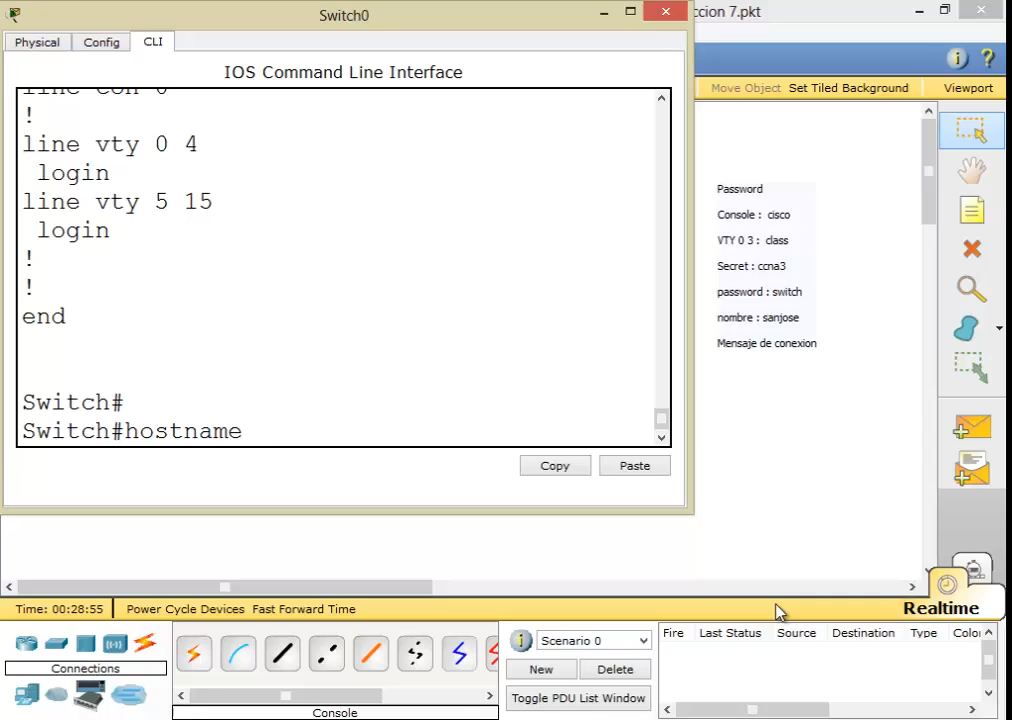 Switch0
ccion 7.pkt
Physical Config CLI
IOS Command Line Interface
Move Object Set Tiled Background Viewport
line con 0
!
line vty 0 4
login
line vty 5 15
login
!
!
end
Switch#
Switch#hostname
Copy Paste
Password
Console : cisco
VTY 0 3 : class
Secret : ccna3
password : switch
nombre : sanjose
Mensaje de conexion
Time: 00:28:55 Power Cycle Devices Fast Forward Time Realtime
Connections
Console
Scenario 0
New Delete
Toggle PDU List Window
Fire Last Status Source Destination Type Color